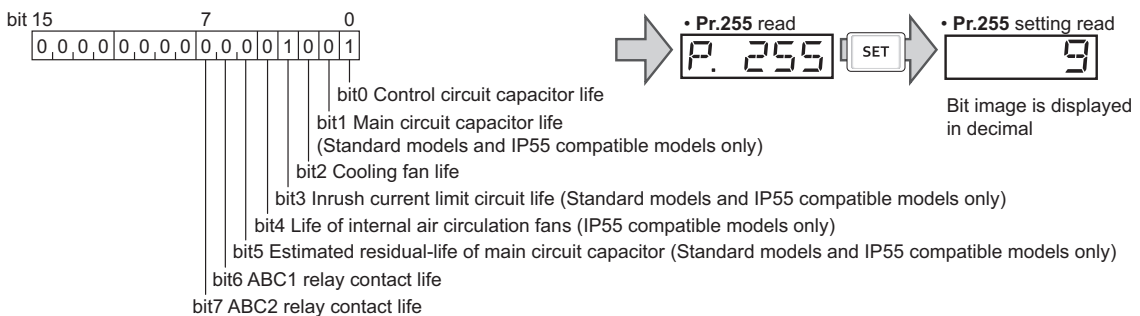 bit 15 7 0
0 0 0 0 0 0 0 0 0 0 0 0 1 0 0 1
• Pr.255 read
P. 255
SET
• Pr.255 setting read
9
Bit image is displayed
in decimal
bit0 Control circuit capacitor life
bit1 Main circuit capacitor life
(Standard models and IP55 compatible models only)
bit2 Cooling fan life
bit3 Inrush current limit circuit life (Standard models and IP55 compatible models only)
bit4 Life of internal air circulation fans (IP55 compatible models only)
bit5 Estimated residual-life of main circuit capacitor (Standard models and IP55 compatible models only)
bit6 ABC1 relay contact life
bit7 ABC2 relay contact life